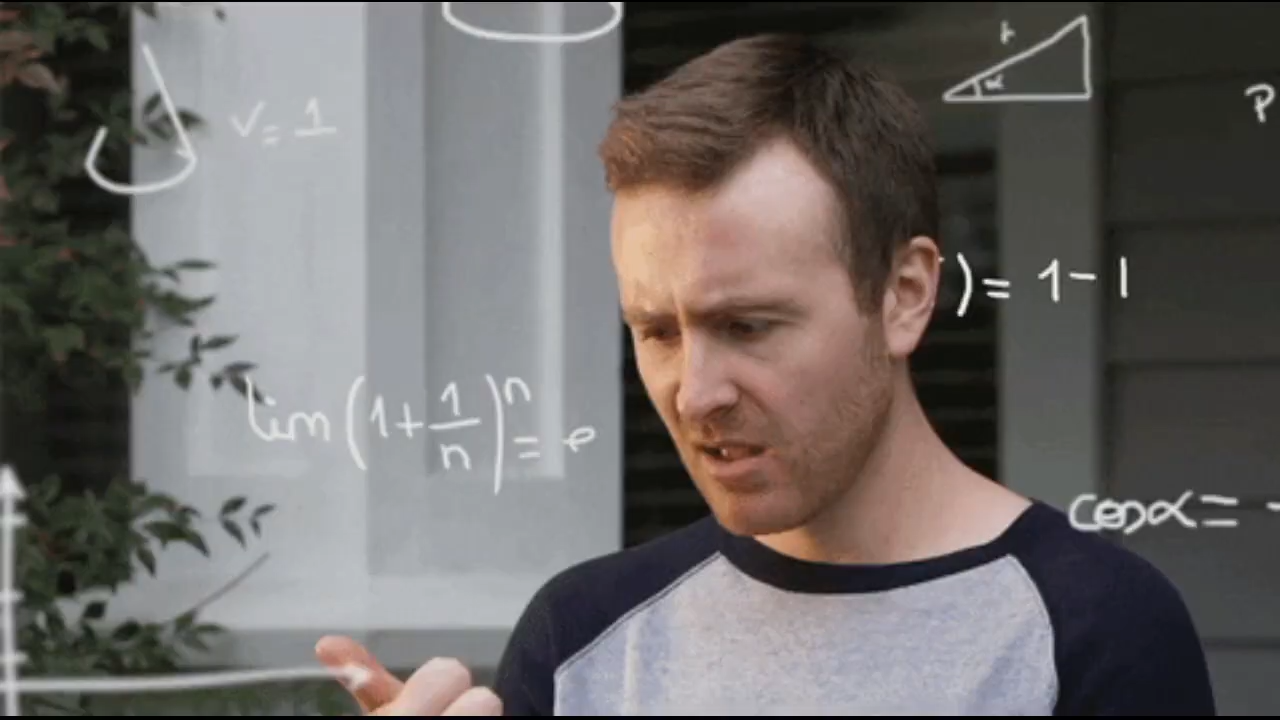 V = 1
α
P
) = 1 - 1
lim (1 + 1/n)^n = e
cos α = -